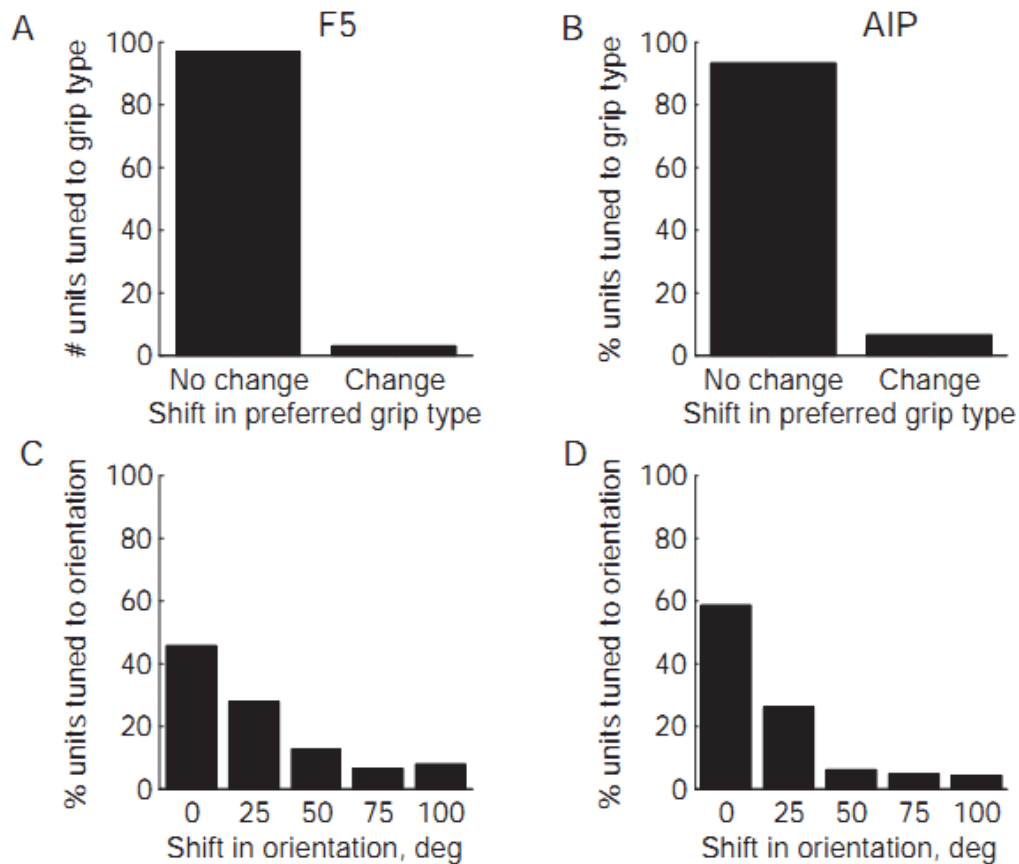 A
F5
# units tuned to grip type
100
80
60
40
20
0
No change Change
Shift in preferred grip type
B
AIP
% units tuned to grip type
100
80
60
40
20
0
No change Change
Shift in preferred grip type
C
% units tuned to orientation
100
80
60
40
20
0
0 25 50 75 100
Shift in orientation, deg
D
% units tuned to orientation
100
80
60
40
20
0
0 25 50 75 100
Shift in orientation, deg